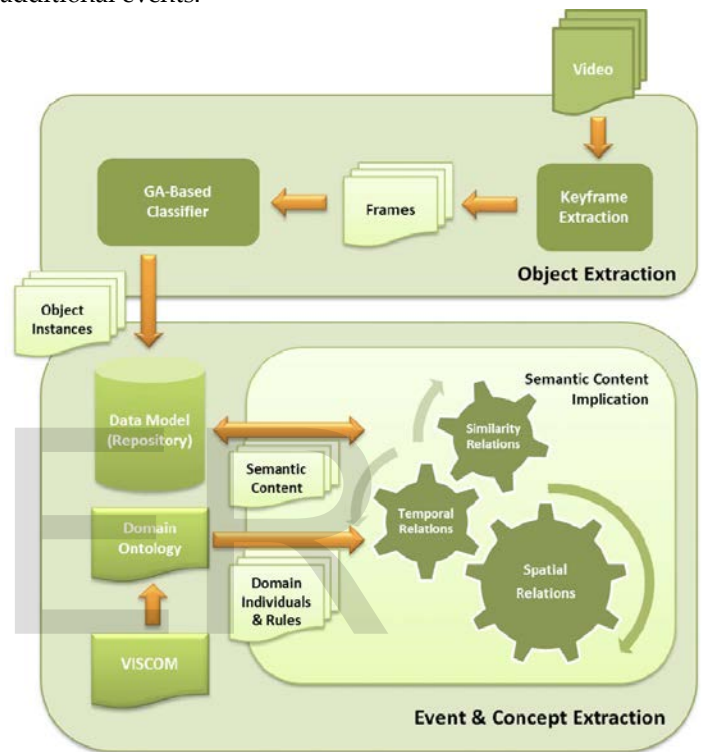 additional events.
Video
GA-Based
Classifier
Frames
Keyframe
Extraction
Object Extraction
Object
Instances
Data Model
(Repository)
Semantic Content
Implication
Similarity
Relations
Semantic
Content
Temporal
Relations
Domain
Ontology
Spatial
Relations
Domain
Individuals
& Rules
VISCOM
Event & Concept Extraction
ER